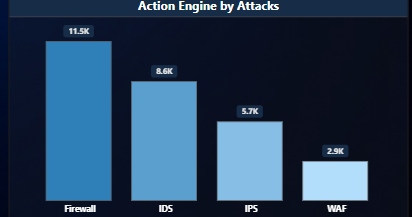 Action Engine by Attacks
11.5K
8.6K
5.7K
2.9K
Firewall IDS IPS WAF